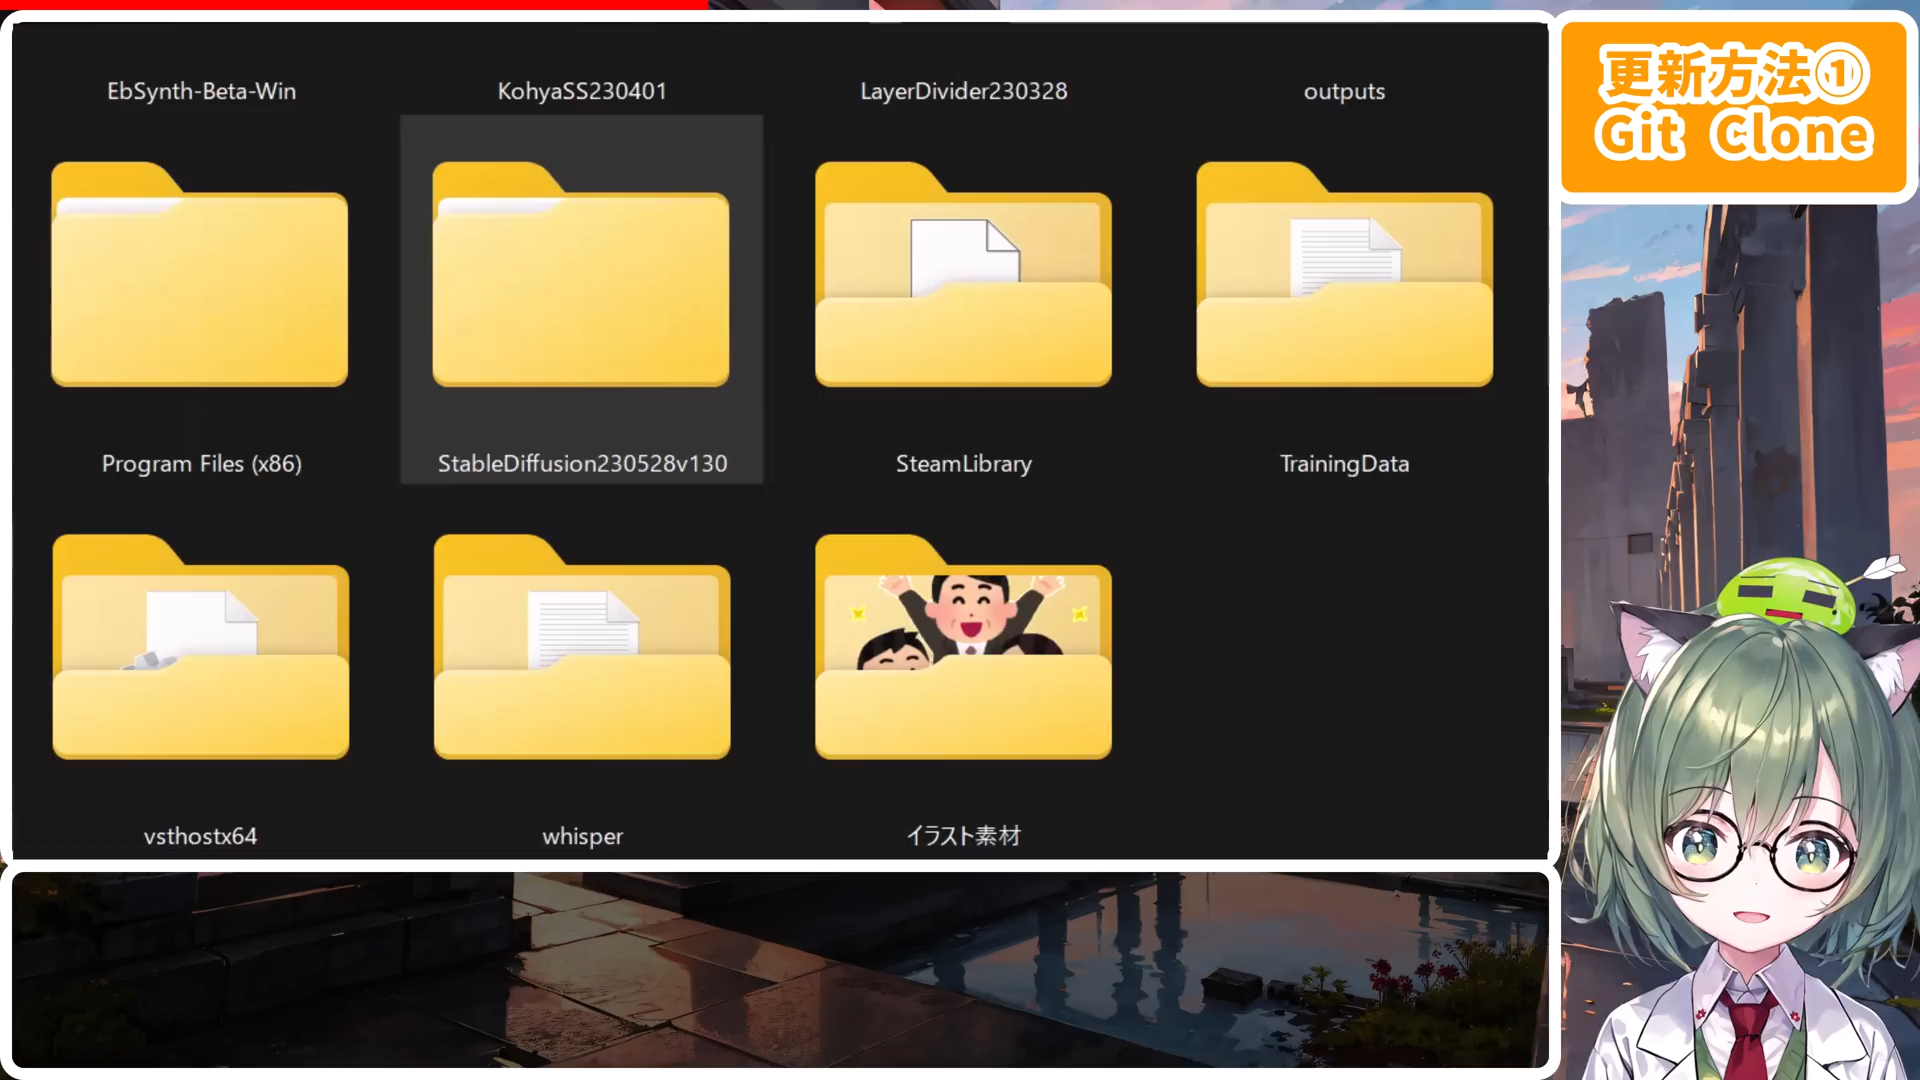 EbSynth-Beta-Win
KohyaSS230401
LayerDivider230328
outputs
Program Files (x86)
StableDiffusion230528v130
SteamLibrary
TrainingData
vsthostx64
whisper
イラスト素材
更新方法①
Git Clone